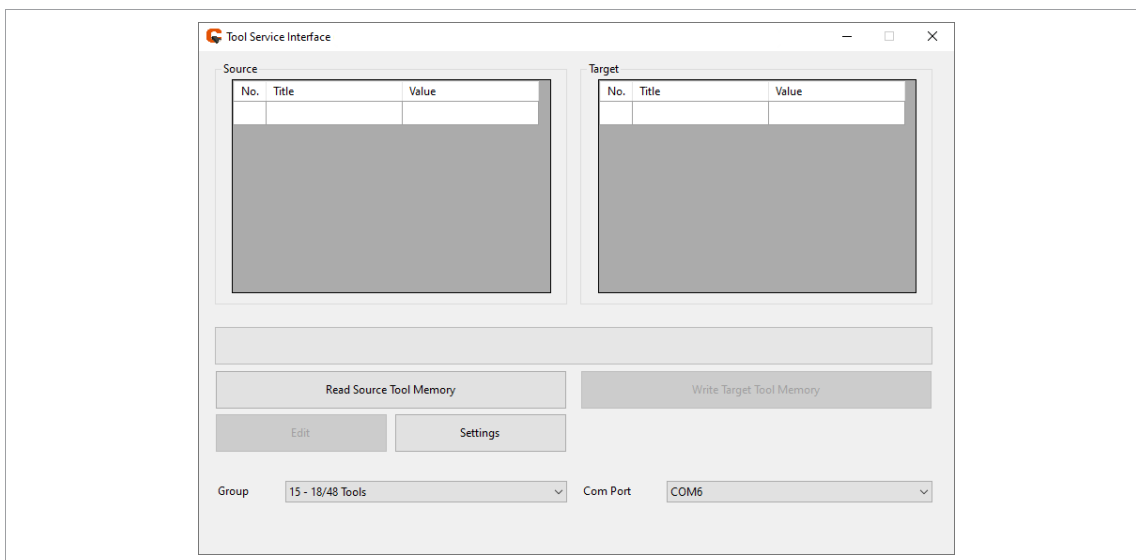 Tool Service Interface
Source
No. Title Value
Target
No. Title Value
Read Source Tool Memory
Write Target Tool Memory
Edit
Settings
Group 15 - 18/48 Tools
Com Port COM6